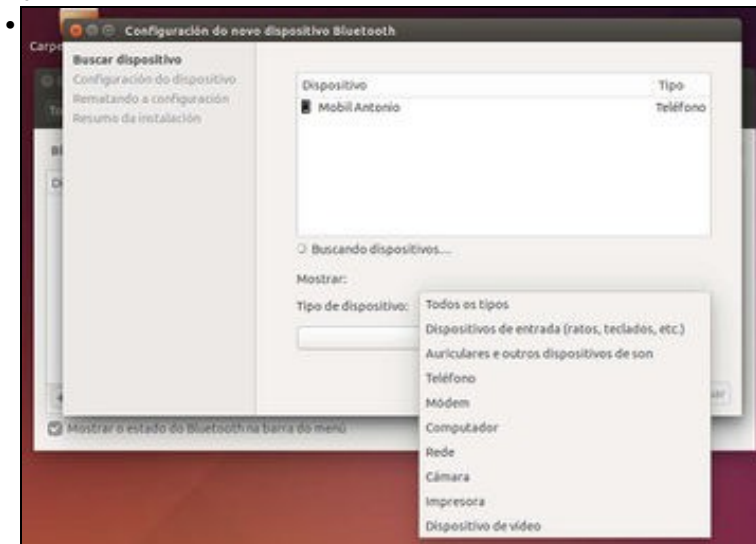 Configuración do novo dispositivo Bluetooth
Carpe
Buscar dispositivo
Configuración do dispositivo
Rematando a configuración
Resumo da instalación
Dispositivo Tipo
Mobil Antonio Teléfono
Buscando dispositivos...
Mostrar:
Tipo de dispositivo:
Todos os tipos
Dispositivos de entrada (ratos, teclados, etc.)
Auriculares e outros dispositivos de son
Teléfono
Módem
Computador
Rede
Cámara
Impresora
Dispositivo de vídeo
Mostrar o estado do Bluetooth na barra do menú